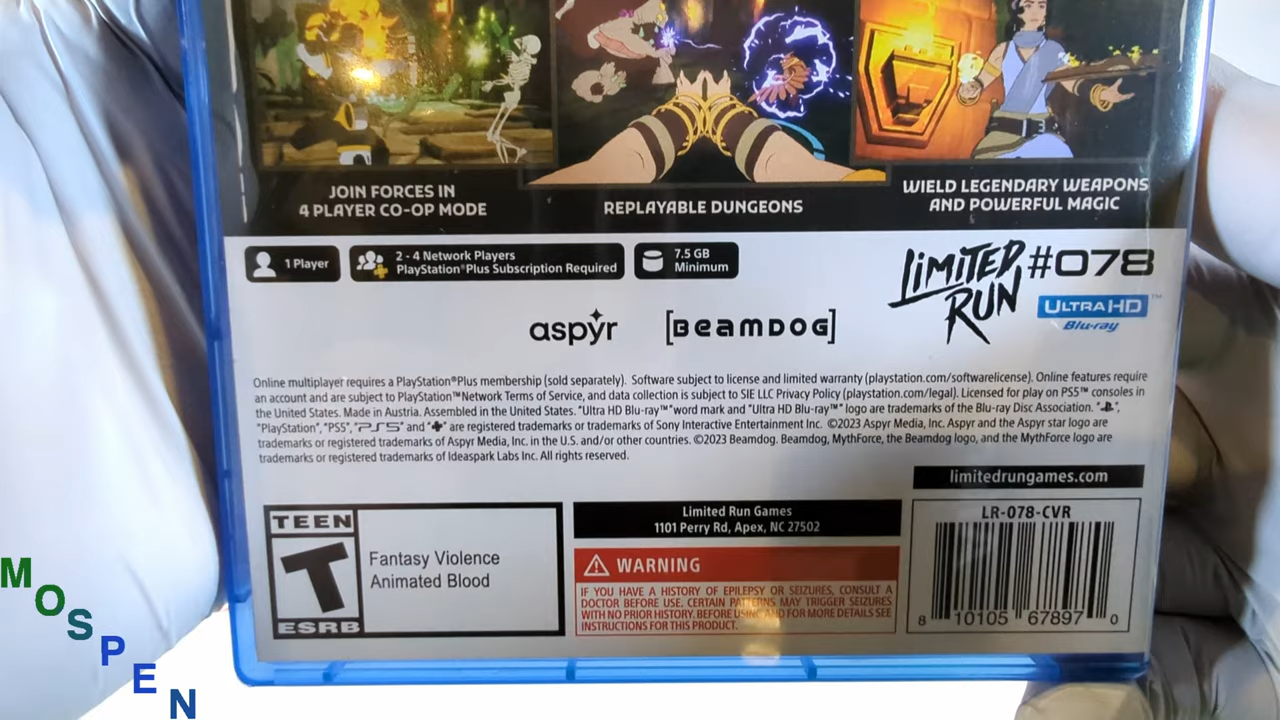 JOIN FORCES IN
4 PLAYER CO-OP MODE
REPLAYABLE DUNGEONS
WIELD LEGENDARY WEAPONS
AND POWERFUL MAGIC
1 Player
2 - 4 Network Players
PlayStation®Plus Subscription Required
7.5 GB
Minimum
LIMITED RUN #078
ULTRA HD™
Blu-ray
aspyr
[BEAMDOG]
Online multiplayer requires a PlayStation®Plus membership (sold separately). Software subject to license and limited warranty (playstation.com/softwarelicense). Online features require
an account and are subject to PlayStation™Network Terms of Service, and data collection is subject to SIE LLC Privacy Policy (playstation.com/legal). Licensed for play on PS5™ consoles in
the United States. Made in Austria. Assembled in the United States. "Ultra HD Blu-ray™" word mark and "Ultra HD Blu-ray™" logo are trademarks of the Blu-ray Disc Association. "PS",
"PlayStation", "PS5", "PS5" and "✚" are registered trademarks or trademarks of Sony Interactive Entertainment Inc. ©2023 Aspyr Media, Inc. Aspyr and the Aspyr star logo are
trademarks or registered trademarks of Aspyr Media, Inc. in the U.S. and/or other countries. ©2023 Beamdog. Beamdog, MythForce, the Beamdog logo, and the MythForce logo are
trademarks or registered trademarks of Ideaspark Labs Inc. All rights reserved.
limitedrungames.com
TEEN
T
ESRB
Fantasy Violence
Animated Blood
Limited Run Games
1101 Perry Rd, Apex, NC 27502
WARNING
IF YOU HAVE A HISTORY OF EPILEPSY OR SEIZURES, CONSULT A
DOCTOR BEFORE USE. CERTAIN PATTERNS MAY TRIGGER SEIZURES
WITH NO PRIOR HISTORY. BEFORE USING AND FOR MORE DETAILS SEE
INSTRUCTIONS FOR THIS PRODUCT.
LR-078-CVR
8 10105 67897 0
MOSPEN